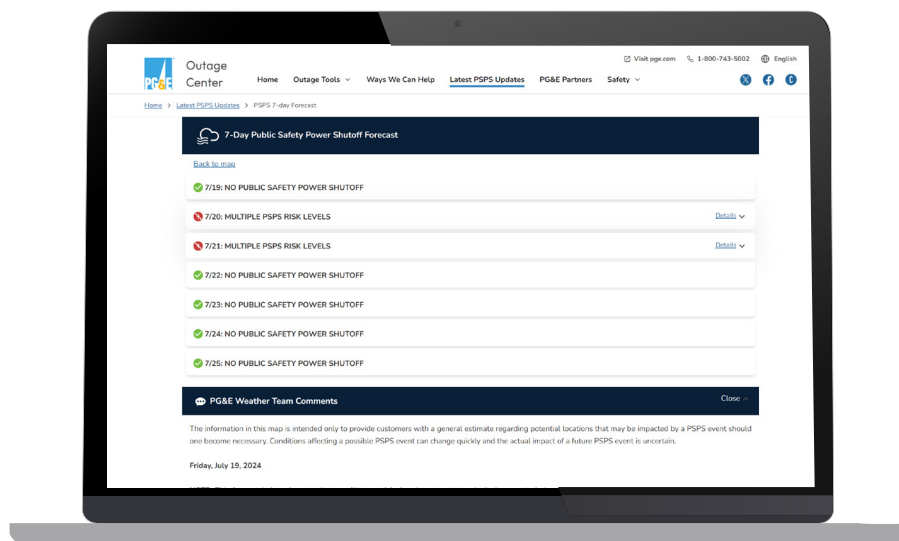 Visit pge.com 1-800-743-5002 English
PG&E Outage
Center
Home Outage Tools Ways We Can Help Latest PSPS Updates PG&E Partners Safety
Home > Latest PSPS Updates > PSPS 7-day Forecast
7-Day Public Safety Power Shutoff Forecast
Back to map
7/19: NO PUBLIC SAFETY POWER SHUTOFF
7/20: MULTIPLE PSPS RISK LEVELS Details
7/21: MULTIPLE PSPS RISK LEVELS Details
7/22: NO PUBLIC SAFETY POWER SHUTOFF
7/23: NO PUBLIC SAFETY POWER SHUTOFF
7/24: NO PUBLIC SAFETY POWER SHUTOFF
7/25: NO PUBLIC SAFETY POWER SHUTOFF
PG&E Weather Team Comments Close
The information in this map is intended only to provide customers with a general estimate regarding potential locations that may be impacted by a PSPS event should
one become necessary. Conditions affecting a possible PSPS event can change quickly and the actual impact of a future PSPS event is uncertain.
Friday, July 19, 2024